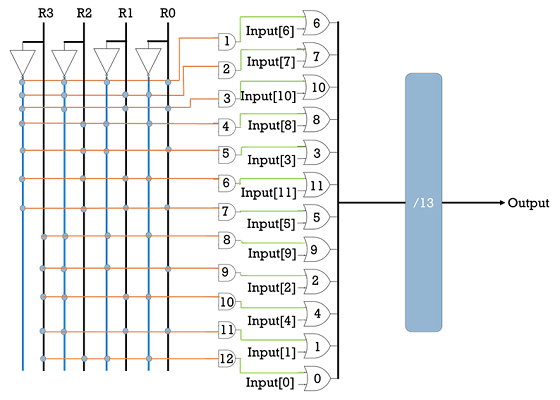 R3 R2 R1 R0
6
1
Input[6]
7
2
Input[7]
10
3
Input[10]
8
4
Input[8]
3
5
Input[3]
11
6
Input[11]
5
7
Input[5]
/13
Output
8
9
Input[9]
9
2
Input[2]
10
4
Input[4]
11
1
Input[1]
12
0
Input[0]